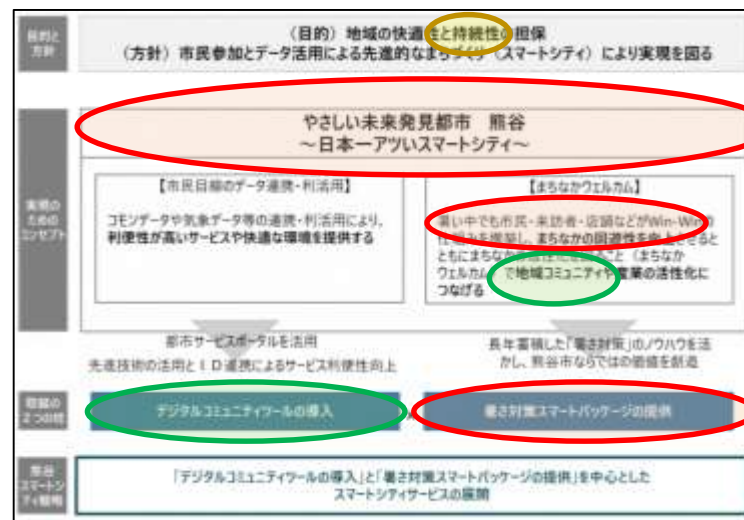 目的と
方針
（目的）地域の快適性と持続性の担保
（方針）市民参加とデータ活用による先進的なまちづくり（スマートシティ）により実現を図る
実現の
ための
コンセプト
やさしい未来発見都市　熊谷
～日本一アツいスマートシティ～
【市民目線のデータ連携・利活用】
コモンデータや気象データ等の連携・利活用により、
利便性が高いサービスや快適な環境を提供する
【まちなかウェルカム】
暑い中でも市民・来訪者・店舗などがWin-Winの
仕組みを構築し、まちなかの回遊性を向上させると
ともにまちなか
ること（まちなか
ウェルカム）で地域コミュニティや産業の活性化に
つなげる
都市サービスポータルを活用
先進技術の活用とＩＤ連携によるサービス利便性向上
長年蓄積した「暑さ対策」のノウハウを活
かし、熊谷市ならではの価値を創造
取組の
２つの柱
デジタルコミュニティツールの導入
暑さ対策スマートパッケージの提供
熊谷
スマートシ
ティ
「デジタルコミュニティツールの導入」と「暑さ対策スマートパッケージの提供」を中心とした
スマートシティサービスの展開